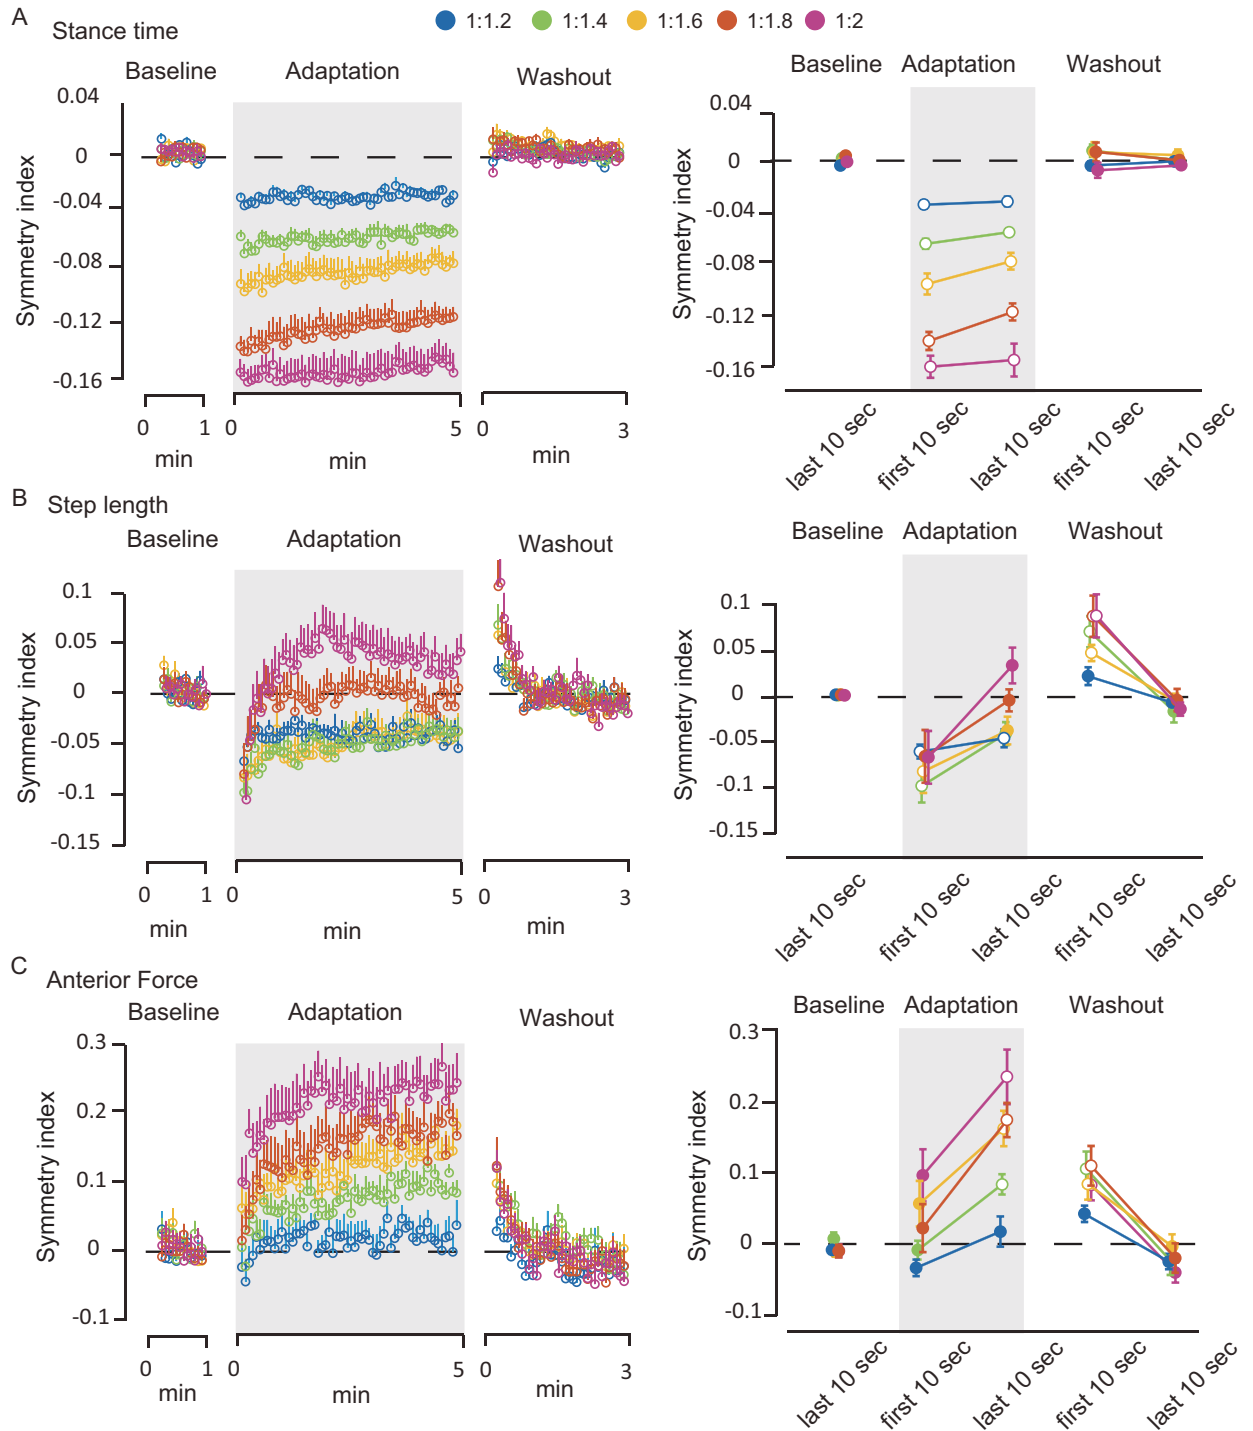 A
Stance time
1:1.2 1:1.4 1:1.6 1:1.8 1:2
Baseline Adaptation Washout
0.04
0
-0.04
-0.08
-0.12
-0.16
Symmetry index
0 1 0 5 0 3
min min min
Baseline Adaptation Washout
0.04
0
-0.04
-0.08
-0.12
-0.16
Symmetry index
last 10 sec first 10 sec last 10 sec first 10 sec last 10 sec
B
Step length
Baseline Adaptation Washout
0.1
0.05
0
-0.05
-0.1
-0.15
Symmetry index
0 1 0 5 0 3
min min min
Baseline Adaptation Washout
0.1
0.05
0
-0.05
-0.1
-0.15
Symmetry index
last 10 sec first 10 sec last 10 sec first 10 sec last 10 sec
C
Anterior Force
Baseline Adaptation Washout
0.3
0.2
0.1
0
-0.1
Symmetry index
0 1 0 5 3
min min min
Baseline Adaptation Washout
0.3
0.2
0.1
0
-0.1
Symmetry index
last 10 sec first 10 sec last 10 sec first 10 sec last 10 sec